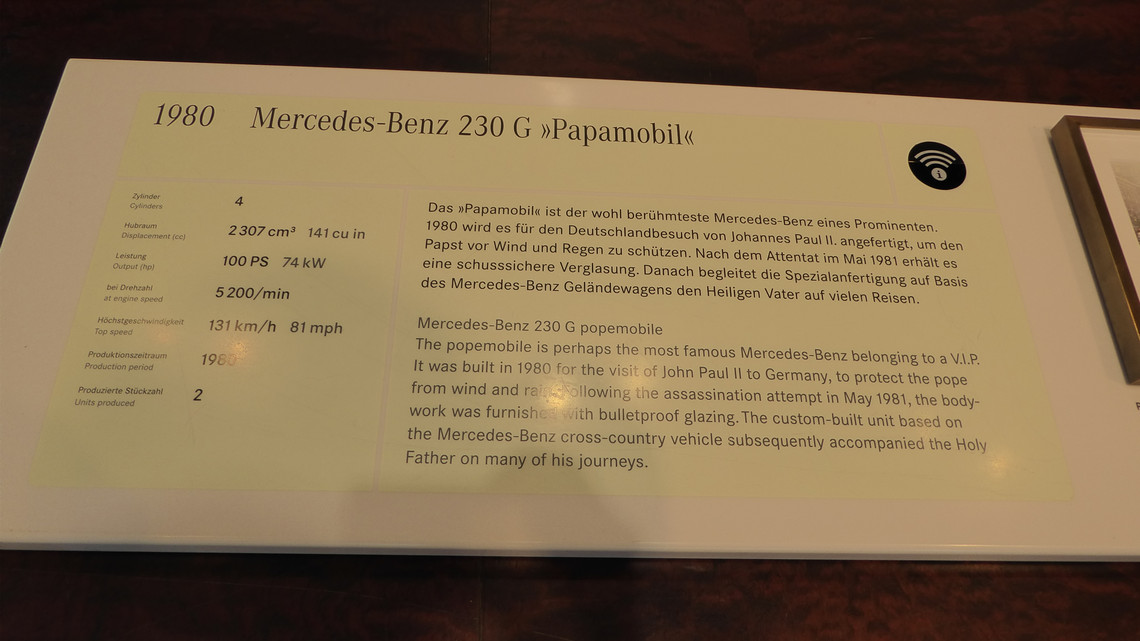 1980 Mercedes-Benz 230 G »Papamobil«
Zylinder
Cylinders
4
Hubraum
Displacement (cc)
2 307 cm³ 141 cu in
Leistung
Output (hp)
100 PS 74 kW
bei Drehzahl
at engine speed
5 200/min
Höchstgeschwindigkeit
Top speed
131 km/h 81 mph
Produktionszeitraum
Production period
1980
Produzierte Stückzahl
Units produced
2
Das »Papamobil« ist der wohl berühmteste Mercedes-Benz eines Prominenten.
1980 wird es für den Deutschlandbesuch von Johannes Paul II. angefertigt, um den
Papst vor Wind und Regen zu schützen. Nach dem Attentat im Mai 1981 erhält es
eine schusssichere Verglasung. Danach begleitet die Spezialanfertigung auf Basis
des Mercedes-Benz Geländewagens den Heiligen Vater auf vielen Reisen.
Mercedes-Benz 230 G popemobile
The popemobile is perhaps the most famous Mercedes-Benz belonging to a V.I.P.
It was built in 1980 for the visit of John Paul II to Germany, to protect the pope
from wind and rain. Following the assassination attempt in May 1981, the body-
work was furnished with bulletproof glazing. The custom-built unit based on
the Mercedes-Benz cross-country vehicle subsequently accompanied the Holy
Father on many of his journeys.